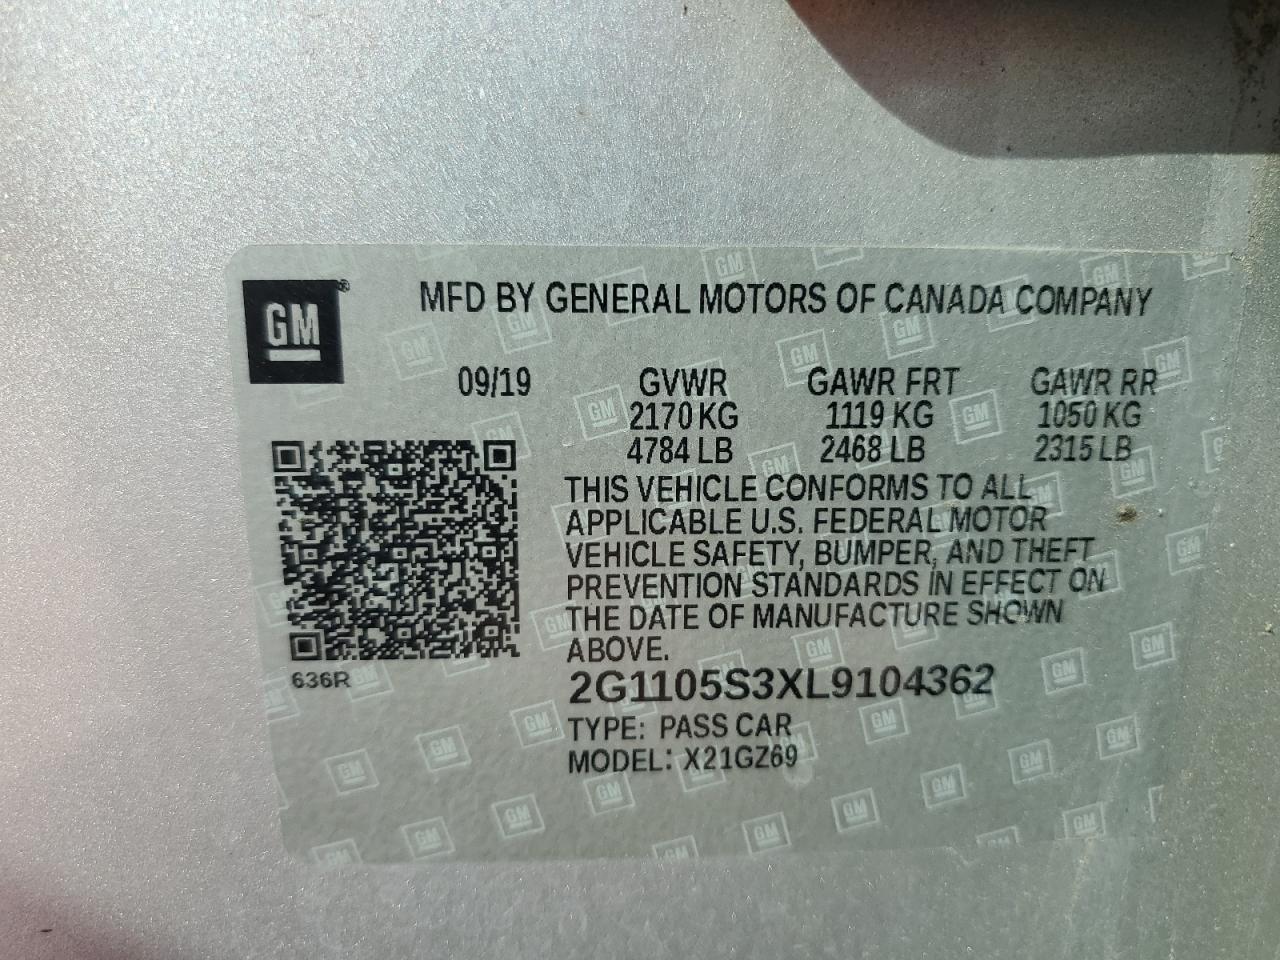 GM®
MFD BY GENERAL MOTORS OF CANADA COMPANY
09/19 GVWR GAWR FRT GAWR RR
2170 KG 1119 KG 1050 KG
4784 LB 2468 LB 2315 LB
THIS VEHICLE CONFORMS TO ALL
APPLICABLE U.S. FEDERAL MOTOR
VEHICLE SAFETY, BUMPER, AND THEFT
PREVENTION STANDARDS IN EFFECT ON
THE DATE OF MANUFACTURE SHOWN
ABOVE.
636R
2G1105S3XL9104362
TYPE: PASS CAR
MODEL: X21GZ69